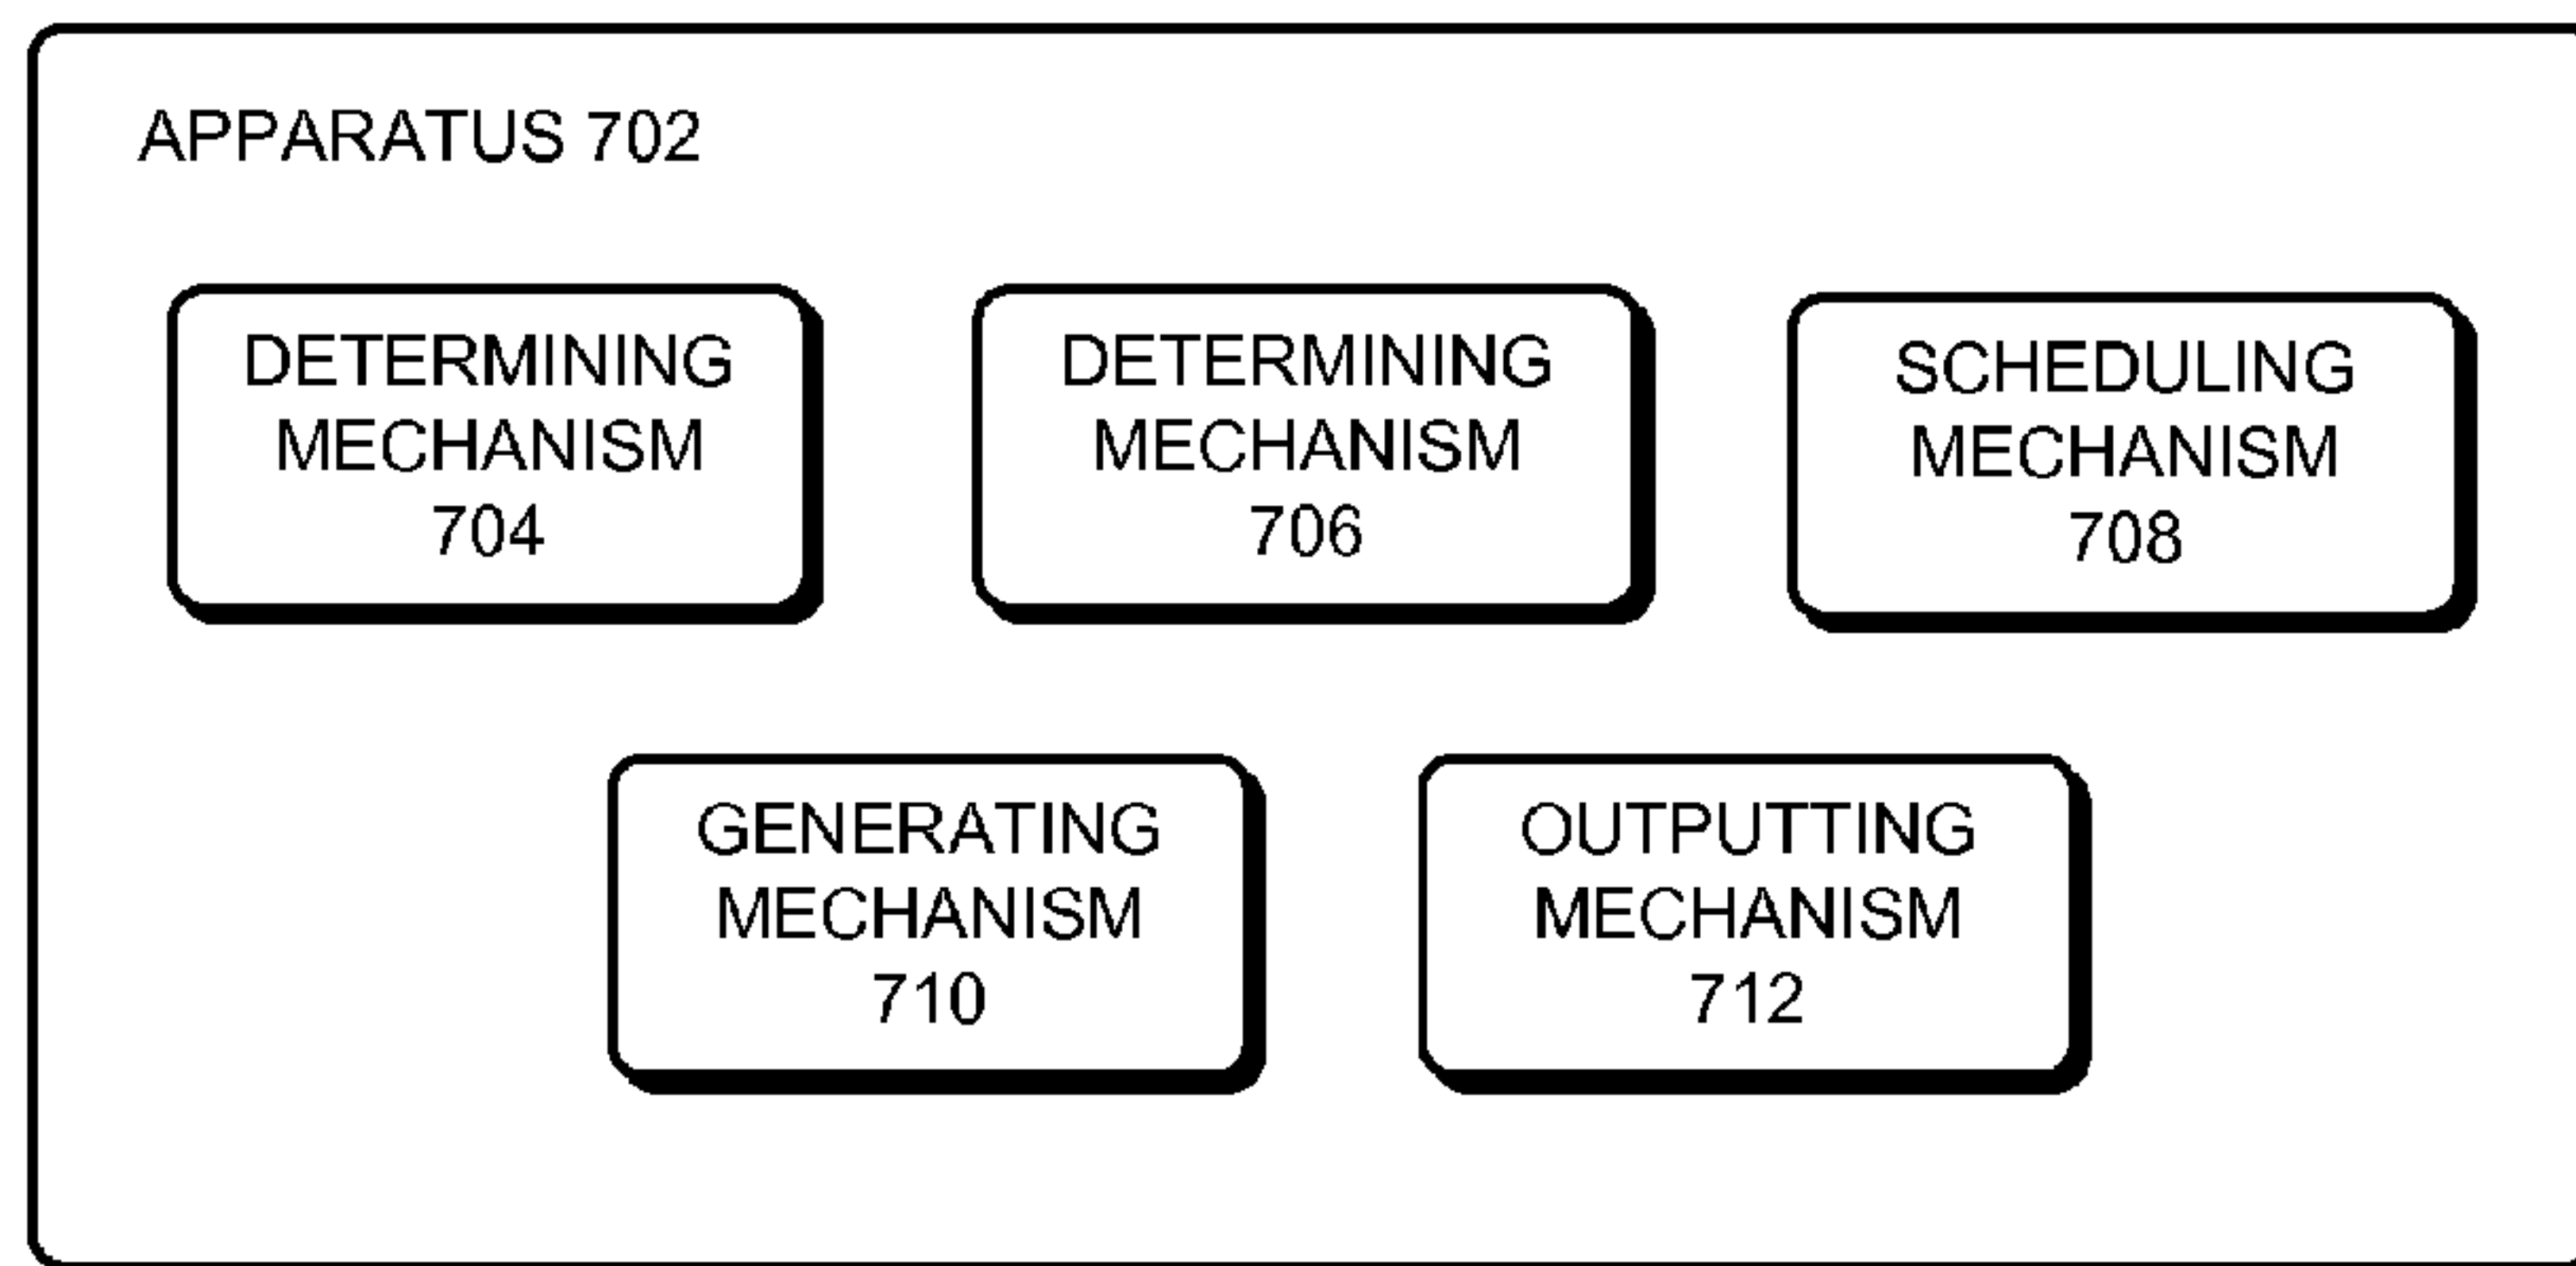 APPARATUS 702
DETERMINING
MECHANISM
704
DETERMINING
MECHANISM
706
SCHEDULING
MECHANISM
708
GENERATING
MECHANISM
710
OUTPUTTING
MECHANISM
712